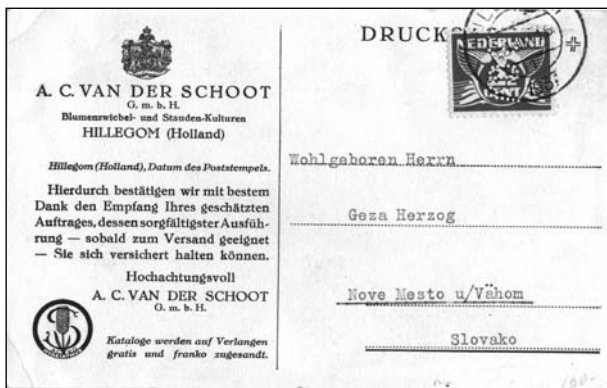 A. C. VAN DER SCHOOT
G. m. b. H.
Blumenzwiebel- und Stauden-Kulturen
HILLEGOM (Holland)
Hillegom (Holland), Datum des Poststempels.
Hierdurch bestätigen wir mit bestem
Dank den Empfang Ihres geschätzten
Auftrages, dessen sorgfältigster Ausfüh-
rung — sobald zum Versand geeignet
— Sie sich versichert halten können.
Hochachtungsvoll
A. C. VAN DER SCHOOT
G. m. b. H.
Kataloge werden auf Verlangen
gratis und franko zugesandt.
DRUCK
NEDERLAND
Wohlgeboren Herrn
Geza Herzog
Nove Mesto u/Váhom
Slovako
100-